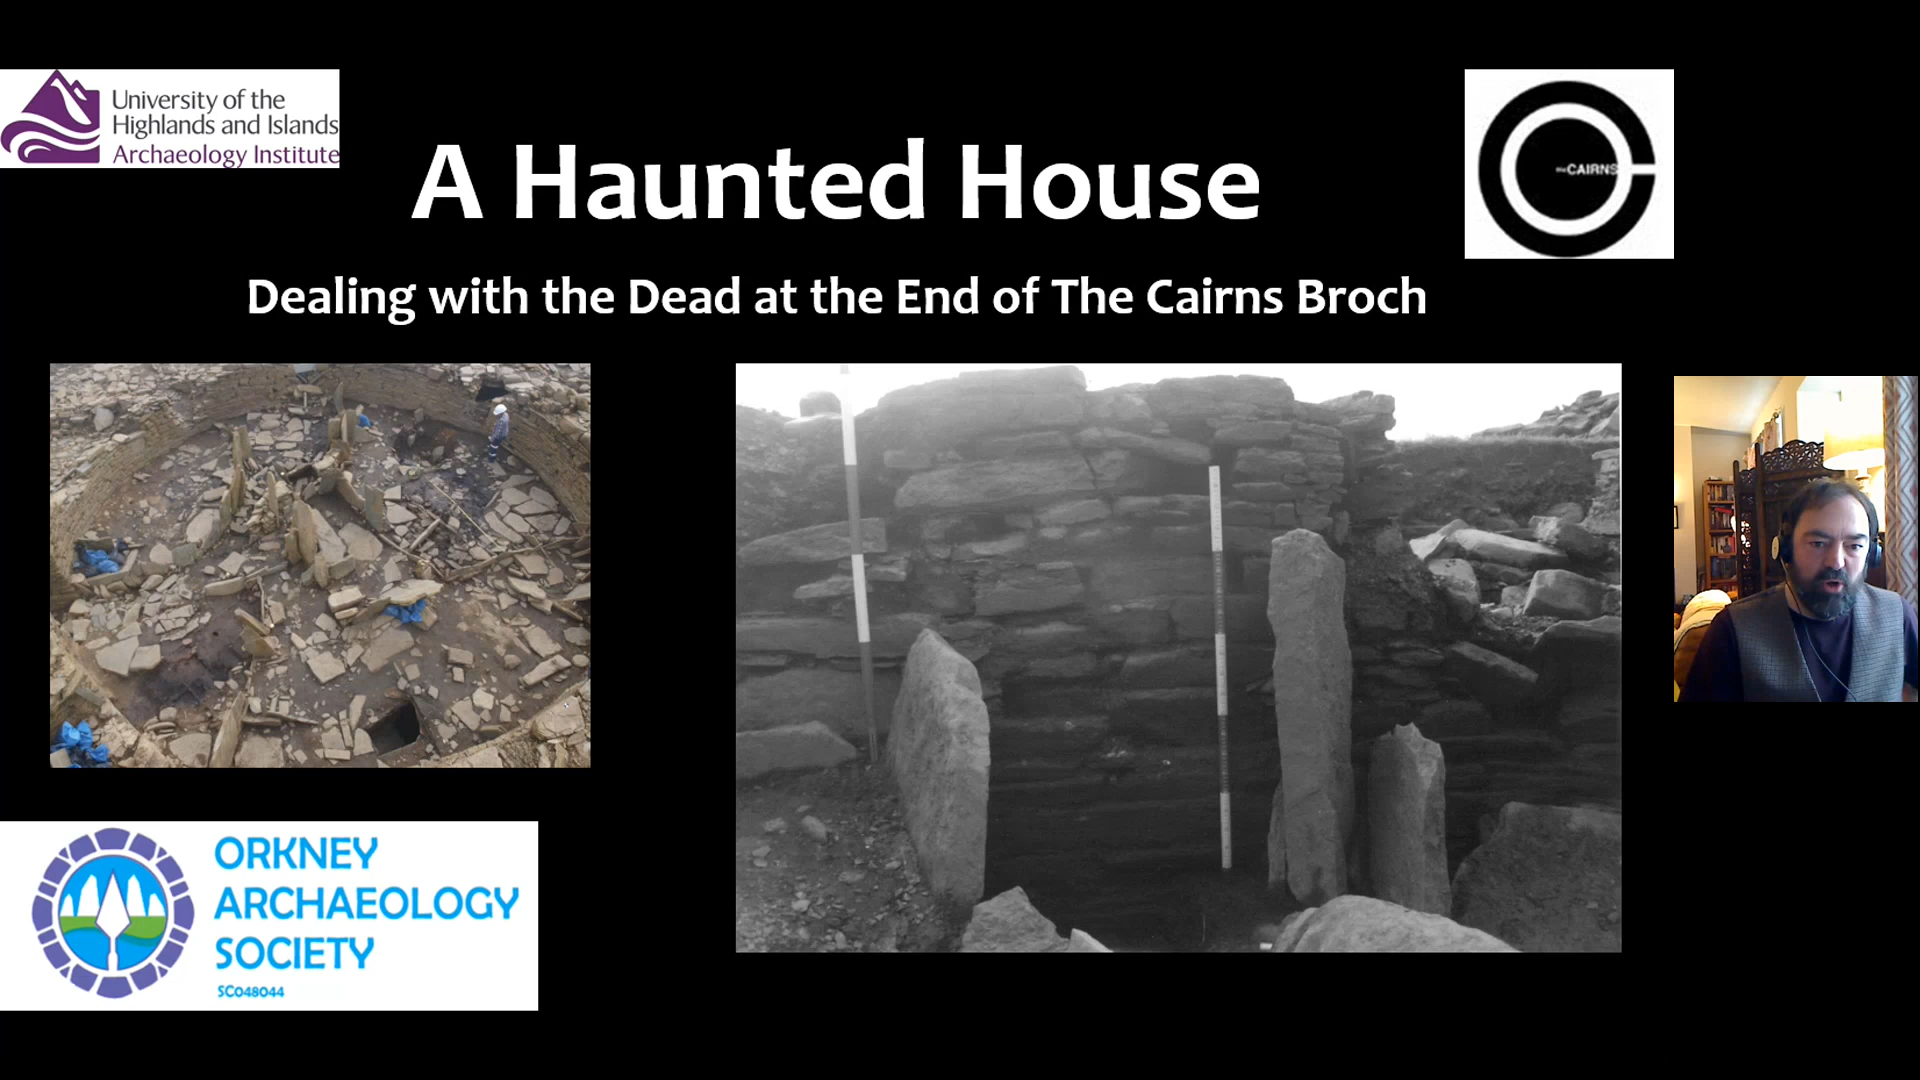 University of the
Highlands and Islands
Archaeology Institute
A Haunted House
the CAIRNS
Dealing with the Dead at the End of The Cairns Broch
ORKNEY
ARCHAEOLOGY
SOCIETY
SC048044